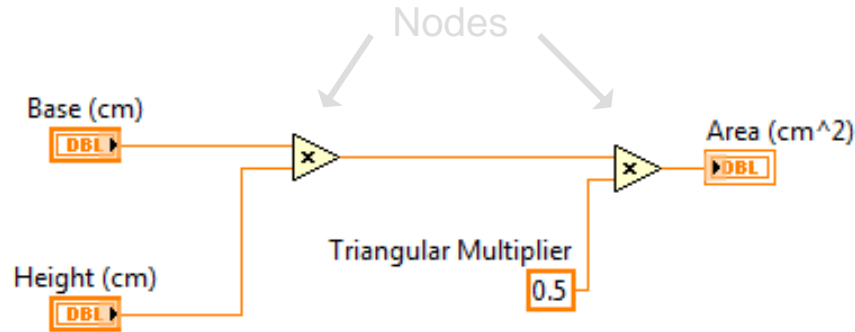 Nodes
Base (cm)
DBL
×
×
Area (cm^2)
DBL
Triangular Multiplier
0.5
Height (cm)
DBL